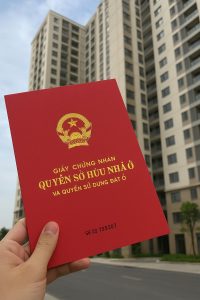 GIẤY CHỨNG NHẬN
QUYỀN SỞ HỮU NHÀ Ở
VÀ QUYỀN SỬ DỤNG ĐẤT Ở